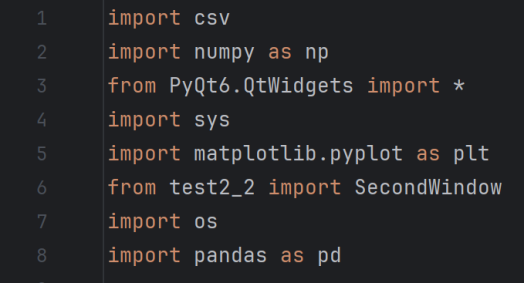 1 import csv
2 import numpy as np
3 from PyQt6.QtWidgets import *
4 import sys
5 import matplotlib.pyplot as plt
6 from test2_2 import SecondWindow
7 import os
8 import pandas as pd